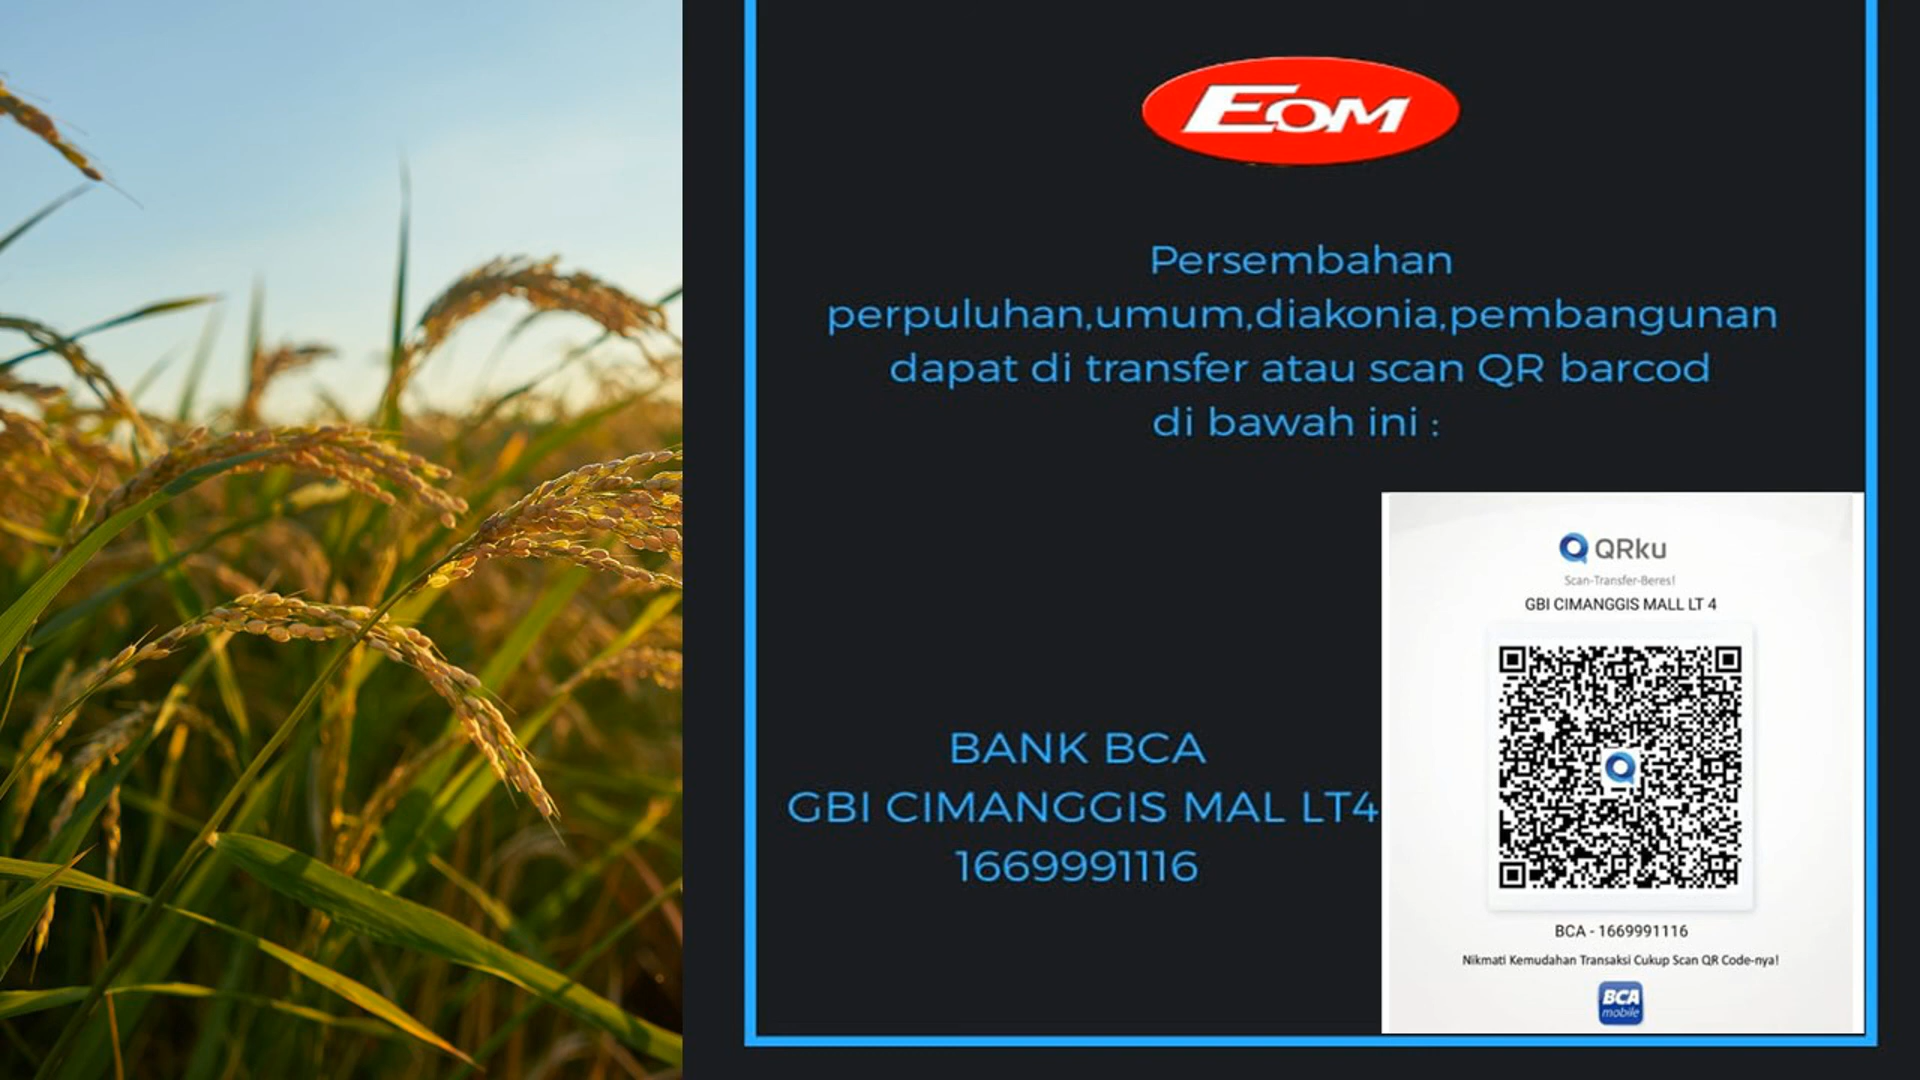 EOM
Persembahan
perpuluhan,umum,diakonia,pembangunan
dapat di transfer atau scan QR barcod
di bawah ini :
BANK BCA
GBI CIMANGGIS MAL LT4
1669991116
QRku
Scan-Transfer-Beres!
GBI CIMANGGIS MALL LT 4
BCA - 1669991116
Nikmati Kemudahan Transaksi Cukup Scan QR Code-nya!
BCA
mobile